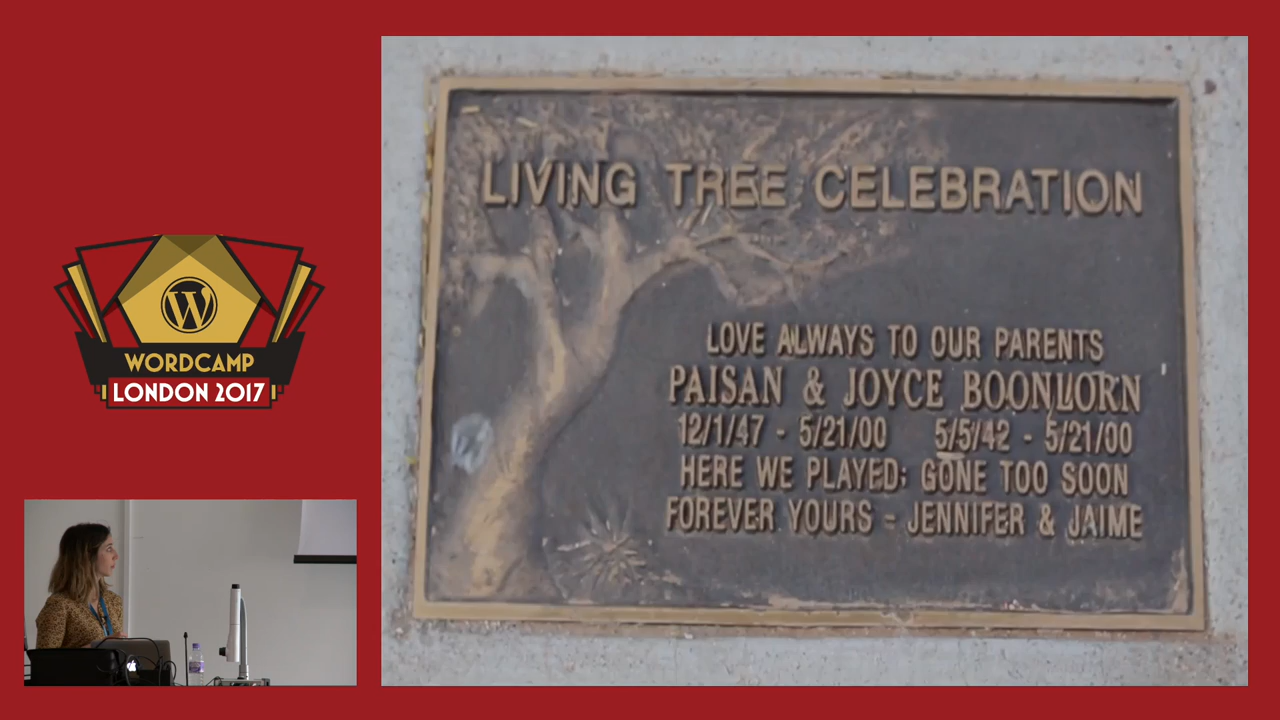 LIVING TREE CELEBRATION
LOVE ALWAYS TO OUR PARENTS
PAISAN & JOYCE BOONLORN
12/1/47 - 5/21/00 5/5/42 - 5/21/00
HERE WE PLAYED; GONE TOO SOON
FOREVER YOURS - JENNIFER & JAIME
WORDCAMP
LONDON 2017